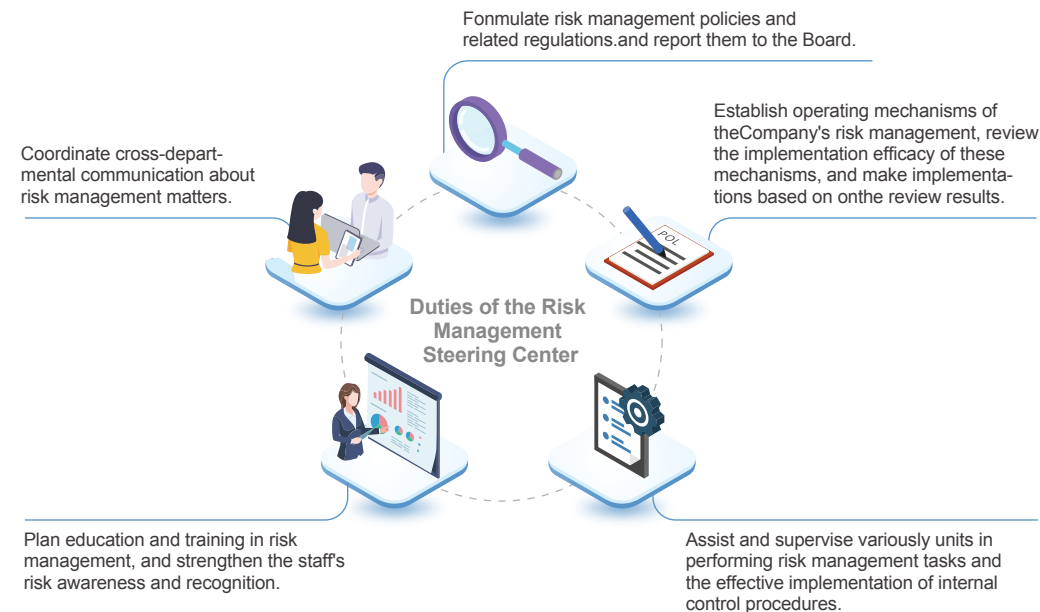 Fonmulate risk management policies and
related regulations.and report them to the Board.
Establish operating mechanisms of
theCompany's risk management, review
the implementation efficacy of these
mechanisms, and make implementa-
tions based on onthe review results.
Coordinate cross-depart-
mental communication about
risk management matters.
POL
Duties of the Risk
Management
Steering Center
Plan education and training in risk
management, and strengthen the staff's
risk awareness and recognition.
Assist and supervise variously units in
performing risk management tasks and
the effective implementation of internal
control procedures.